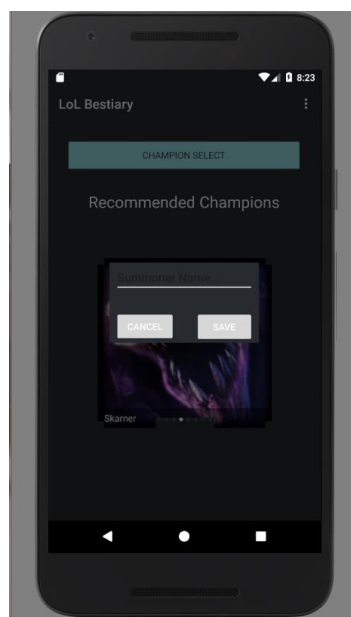 8:23
LoL Bestiary
CHAMPION SELECT
Recommended Champions
Summoner Name...
CANCEL
SAVE
Skarner